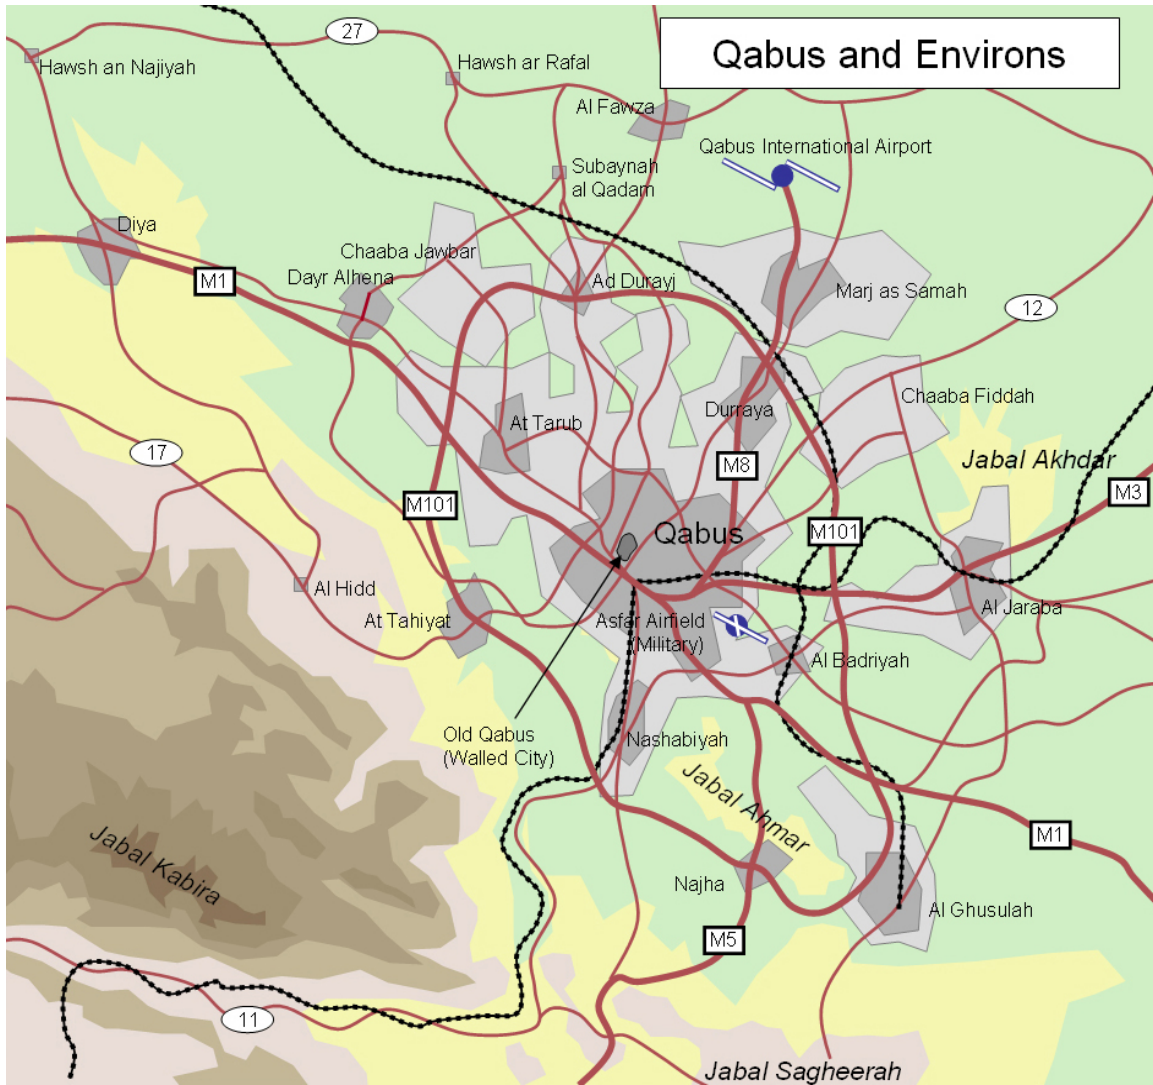 Qabus and Environs
27
Hawsh an Najiyah
Hawsh ar Rafal
Al Fawza
Qabus International Airport
Subaynah
al Qadam
Diya
Chaaba Jawbar
Dayr Alhena
M1
Ad Durayj
Marj as Samah
12
Chaaba Fiddah
Durraya
At Tarub
17
M8
Jabal Akhdar
M3
M101
M101
Qabus
Al Hidd
At Tahiyat
Asfar Airfield
(Military)
Al Jaraba
Al Badriyah
Old Qabus
(Walled City)
Nashabiyah
Jabal Ahmar
M1
Jabal Kabira
Najha
Al Ghusulah
M5
11
Jabal Sagheerah